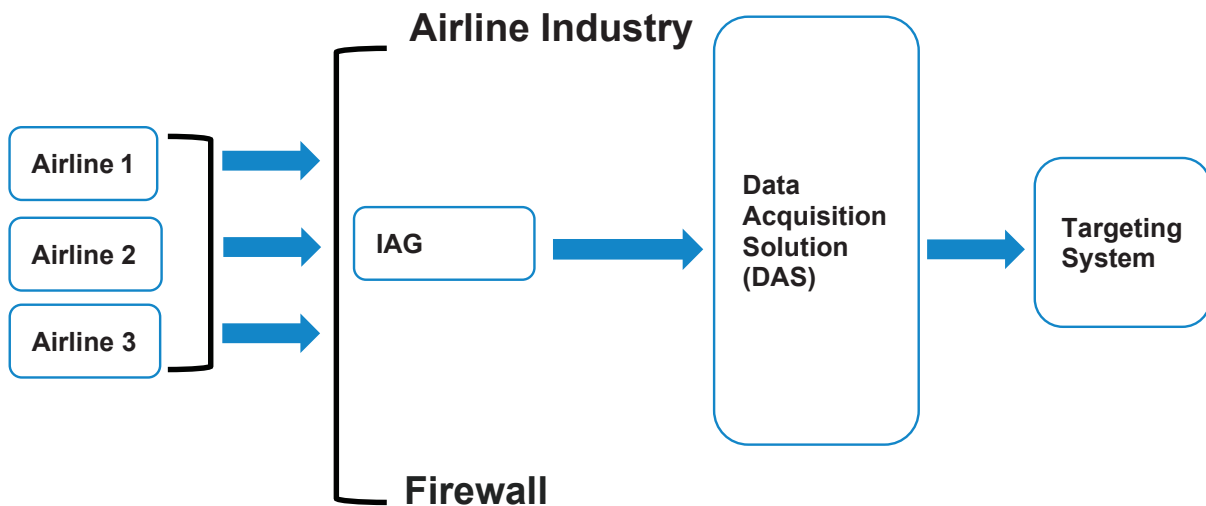 Airline Industry
Airline 1
Airline 2
Airline 3
IAG
Data
Acquisition
Solution
(DAS)
Targeting
System
Firewall